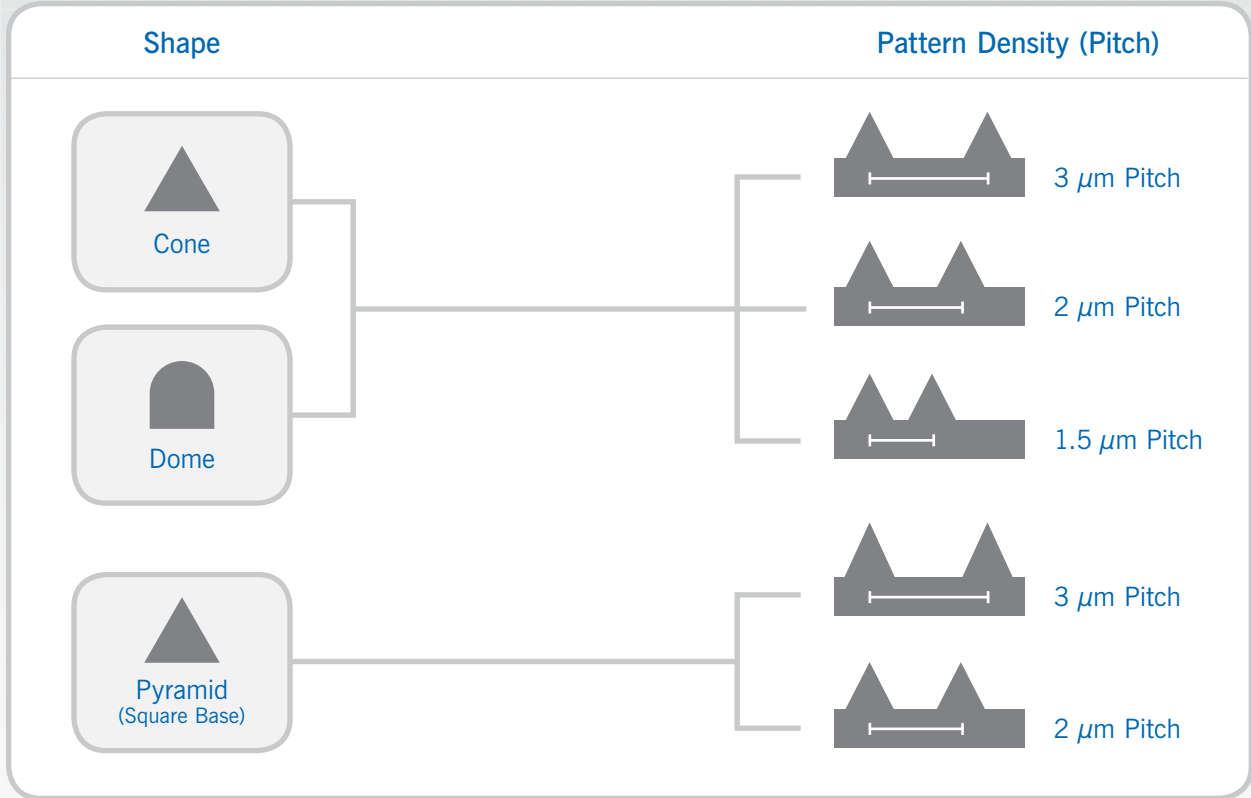 Shape
Pattern Density (Pitch)
Cone
Dome
3 μm Pitch
2 μm Pitch
1.5 μm Pitch
Pyramid
(Square Base)
3 μm Pitch
2 μm Pitch